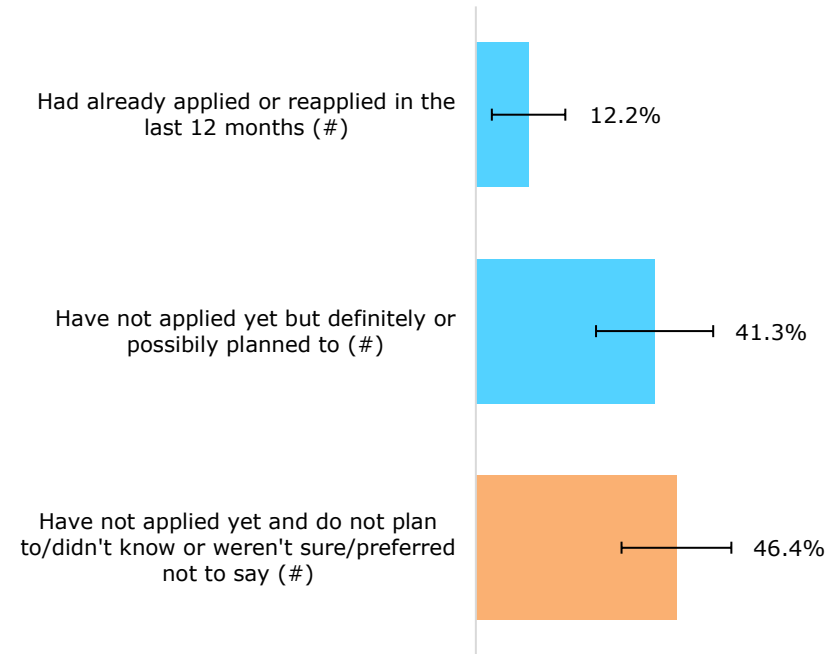 Had already applied or reapplied in the
last 12 months (#)
12.2%
Have not applied yet but definitely or
possibily planned to (#)
41.3%
Have not applied yet and do not plan
to/didn't know or weren't sure/preferred
not to say (#)
46.4%